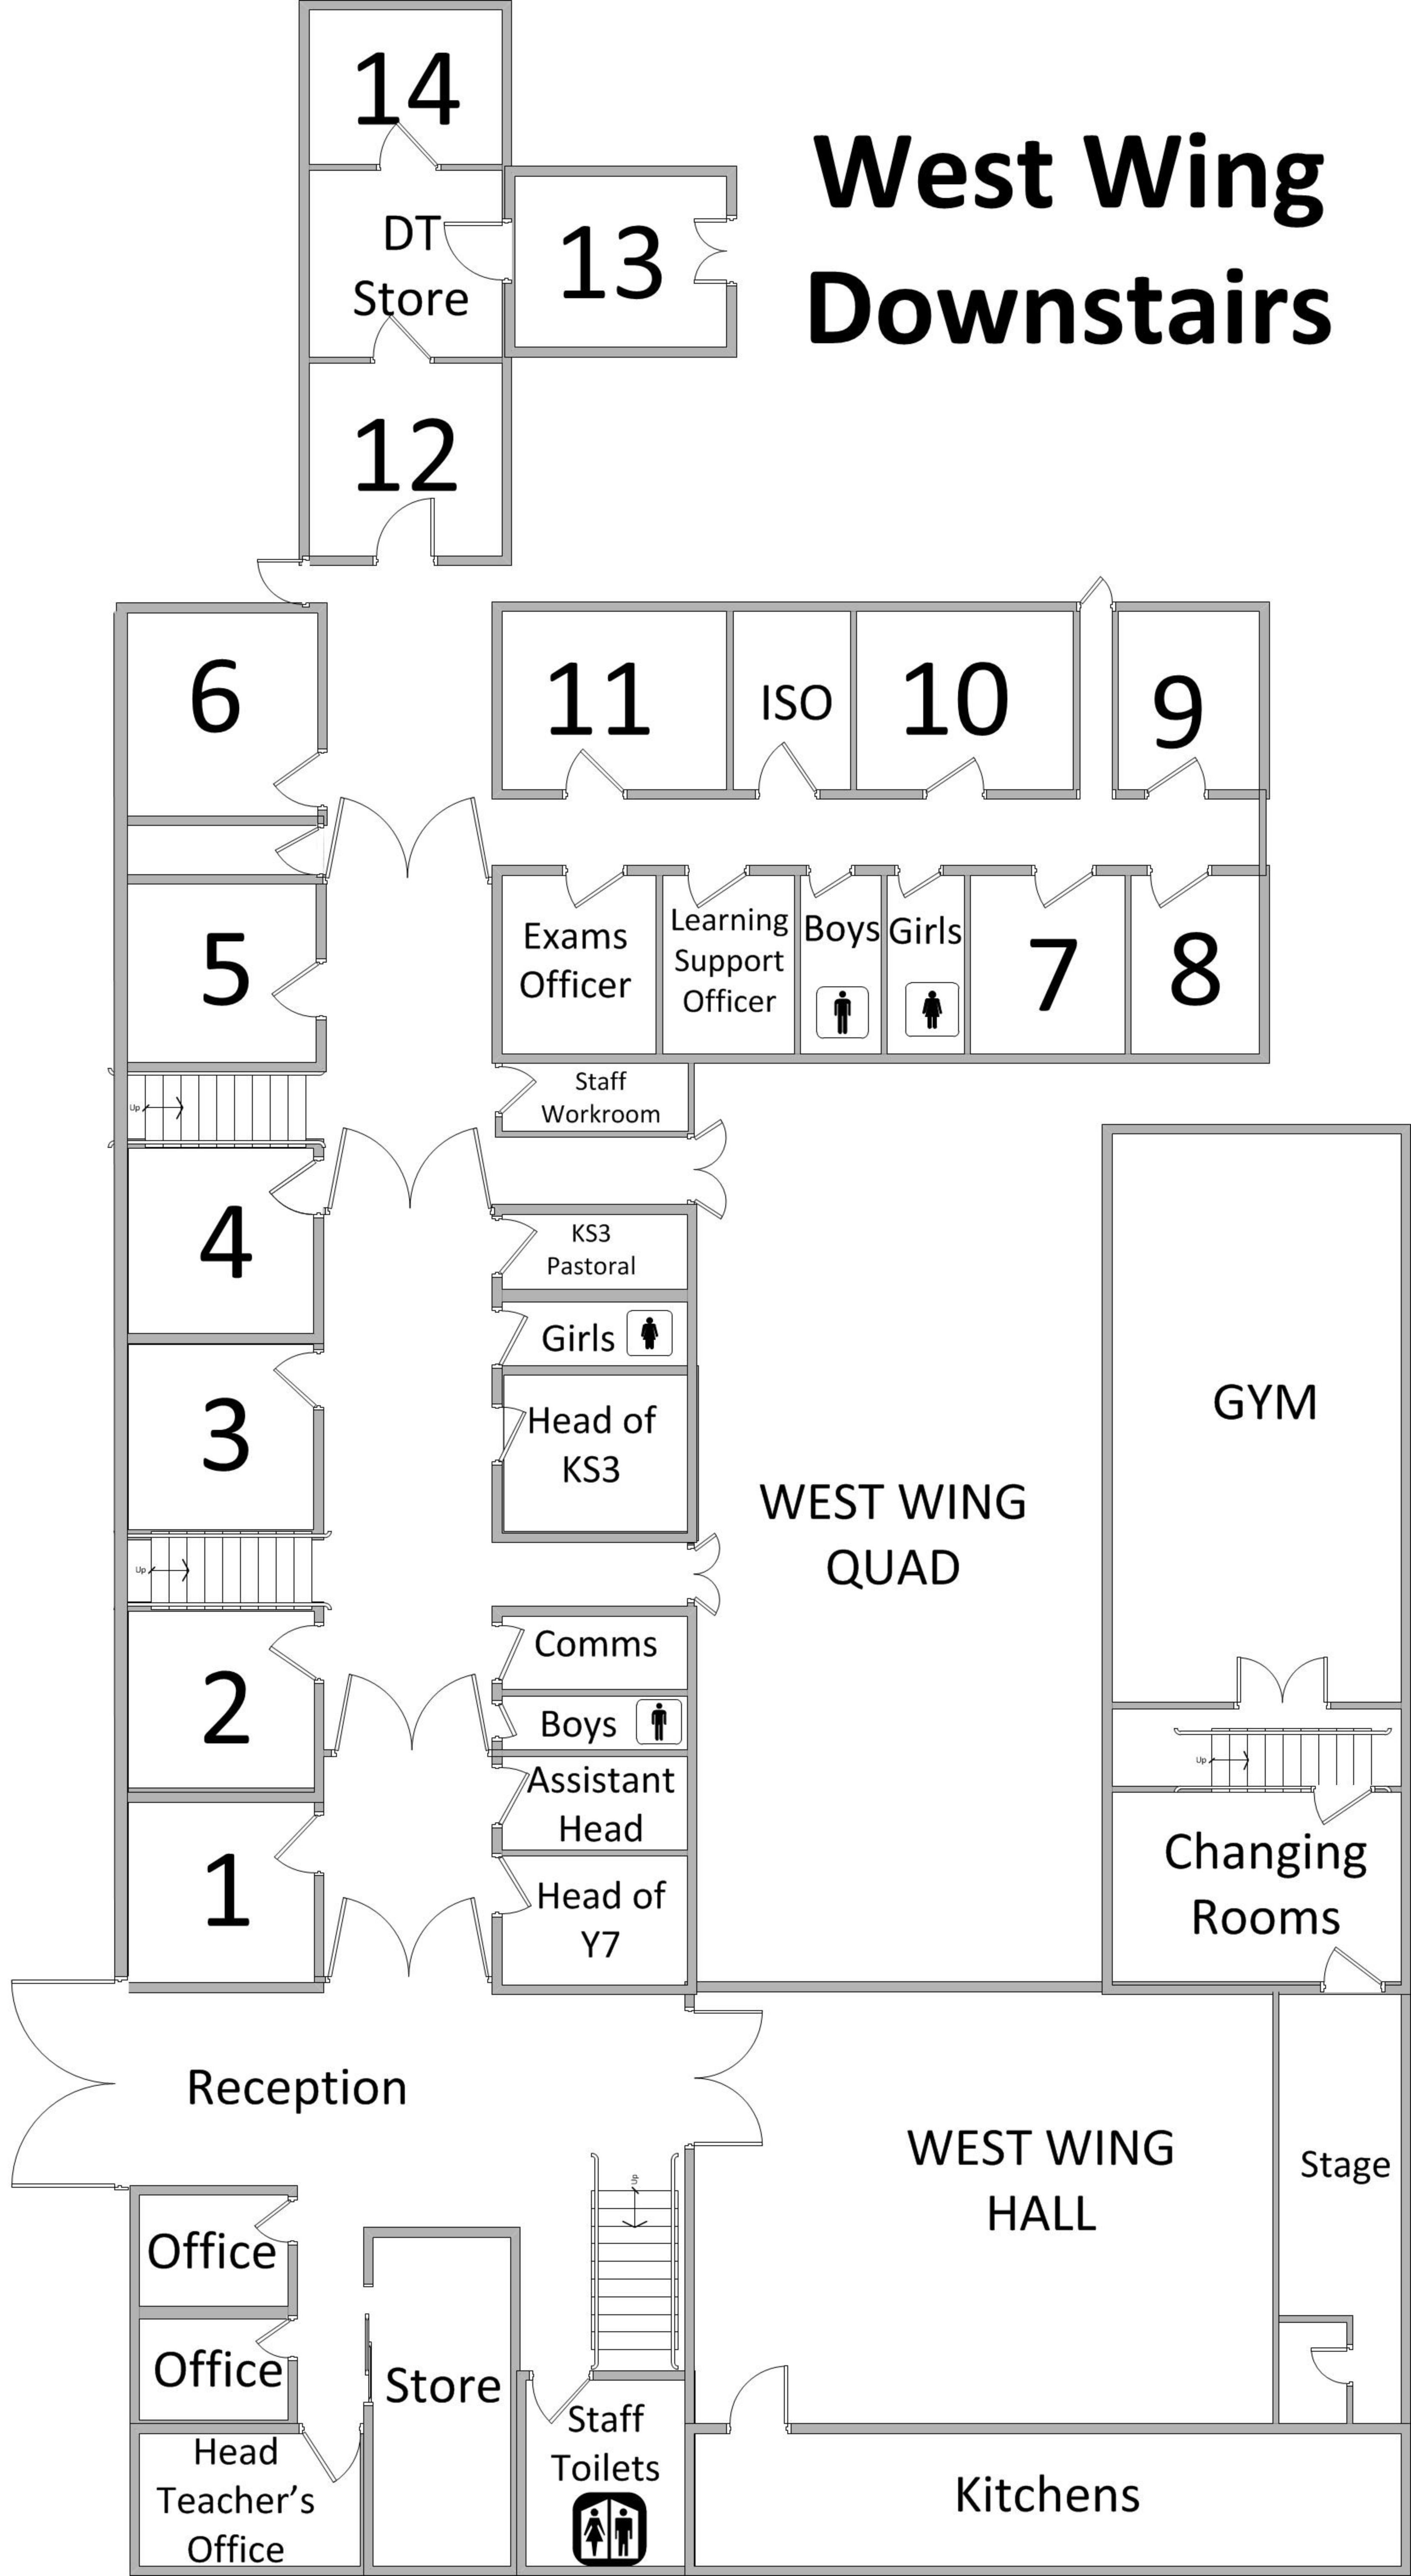 West Wing
Downstairs
14
DT
Store
13
12
6
11
ISO
10
9
5
Exams
Officer
Learning
Support
Officer
Boys
Girls
7
8
Up
Staff
Workroom
4
KS3
Pastoral
Girls
3
Head of
KS3
WEST WING
QUAD
GYM
Up
2
Comms
Boys
Up
1
Assistant
Head
Head of
Y7
Changing
Rooms
Reception
WEST WING
HALL
Stage
Up
Office
Office
Store
Head
Teacher’s
Office
Staff
Toilets
Kitchens